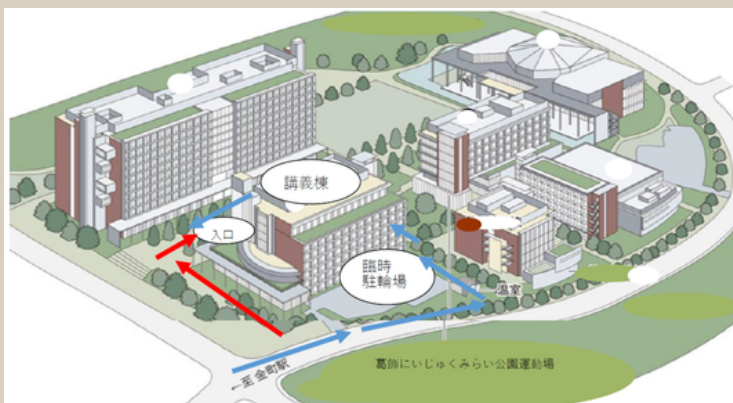 講義棟
入口
臨時
駐輪場
温室
葛飾にいじゅくみらい公園運動場
←至 金町駅